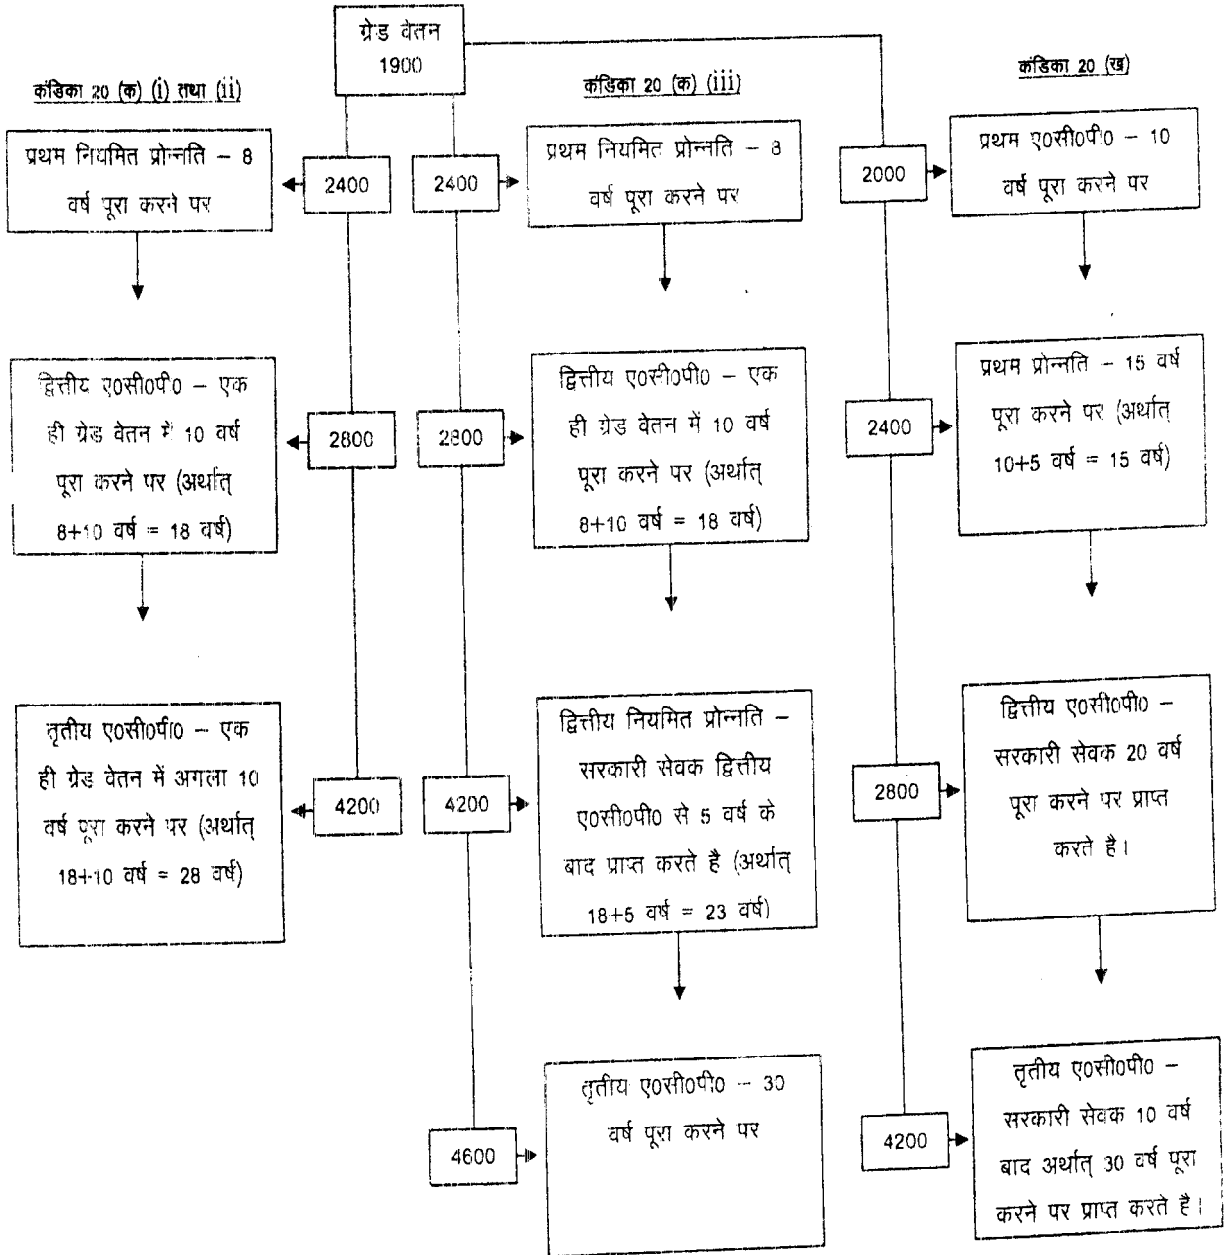 ग्रेड वेतन
1900
कंडिका 20 (क) (i) तथा (ii)
प्रथम नियमित प्रोन्नति – 8
वर्ष पूरा करने पर
2400
द्वित्तीय ए0सी0पी0 – एक
ही ग्रेड वेतन में 10 वर्ष
पूरा करने पर (अर्थात्
8+10 वर्ष = 18 वर्ष)
2800
तृतीय ए0सी0पी0 – एक
ही ग्रेड वेतन में अगला 10
वर्ष पूरा करने पर (अर्थात्
18+10 वर्ष = 28 वर्ष)
4200
कंडिका 20 (क) (iii)
2400
प्रथम नियमित प्रोन्नति – 8
वर्ष पूरा करने पर
2800
द्वित्तीय ए0सी0पी0 – एक
ही ग्रेड वेतन में 10 वर्ष
पूरा करने पर (अर्थात्
8+10 वर्ष = 18 वर्ष)
4200
द्वित्तीय नियमित प्रोन्नति –
सरकारी सेवक द्वित्तीय
ए0सी0पी0 से 5 वर्ष के
बाद प्राप्त करते है (अर्थात्
18+5 वर्ष = 23 वर्ष)
4600
तृतीय ए0सी0पी0 – 30
वर्ष पूरा करने पर
कंडिका 20 (ख)
2000
प्रथम ए0सी0पी0 – 10
वर्ष पूरा करने पर
2400
प्रथम प्रोन्नति – 15 वर्ष
पूरा करने पर (अर्थात्
10+5 वर्ष = 15 वर्ष)
2800
द्वित्तीय ए0सी0पी0 –
सरकारी सेवक 20 वर्ष
पूरा करने पर प्राप्त
करते है।
4200
तृतीय ए0सी0पी0 –
सरकारी सेवक 10 वर्ष
बाद अर्थात् 30 वर्ष पूरा
करने पर प्राप्त करते है।